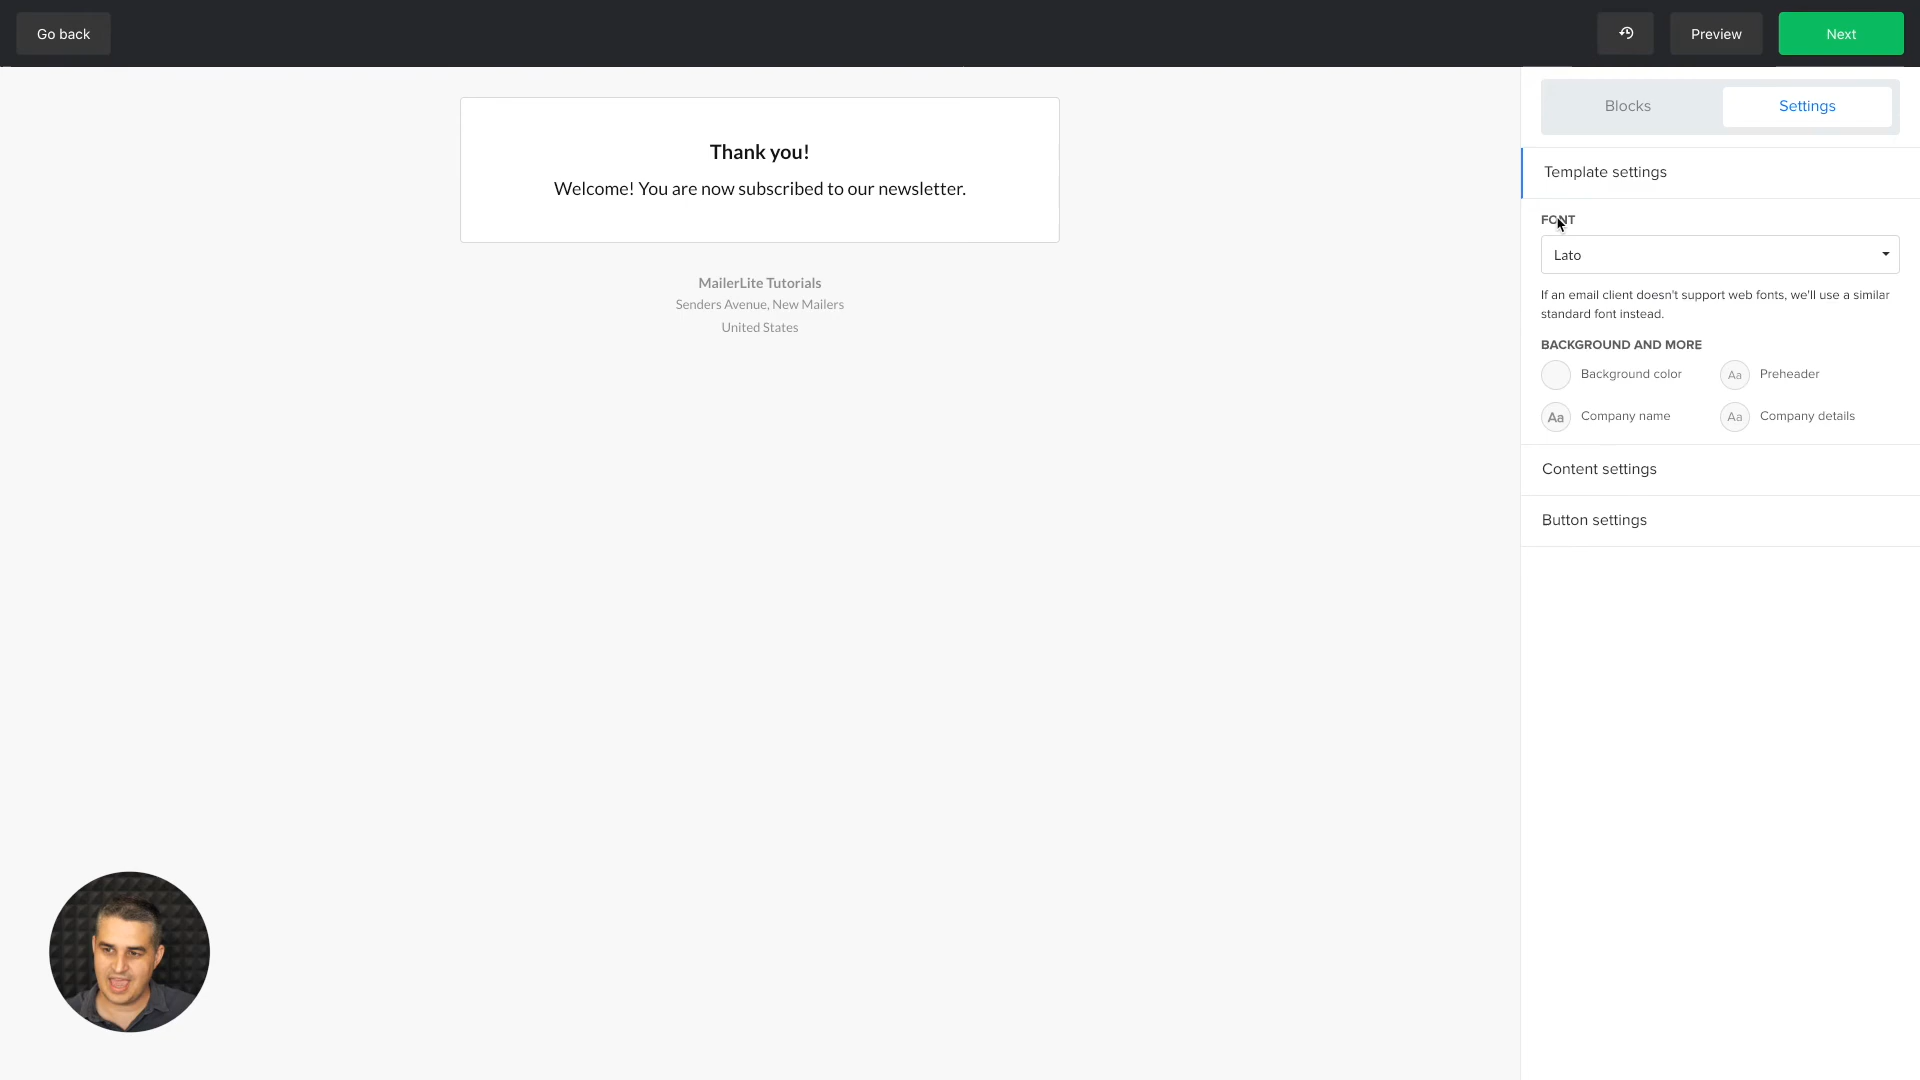 Go back
Preview
Next
Blocks
Settings
Thank you!
Welcome! You are now subscribed to our newsletter.
MailerLite Tutorials
Senders Avenue, New Mailers
United States
Template settings
FONT
Lato
If an email client doesn't support web fonts, we'll use a similar
standard font instead.
BACKGROUND AND MORE
Background color
Aa Preheader
Aa Company name
Aa Company details
Content settings
Button settings